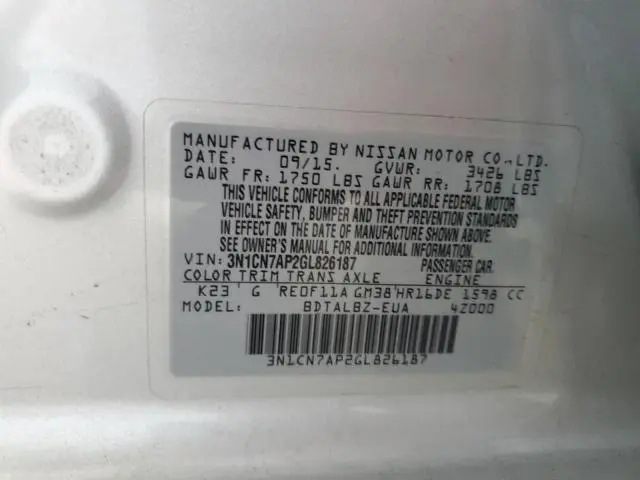 MANUFACTURED BY NISSAN MOTOR CO.,LTD.
DATE: 09/15. GVWR: 3426 LBS
GAWR FR: 1750 LBS GAWR RR: 1708 LBS
THIS VEHICLE CONFORMS TO ALL APPLICABLE FEDERAL MOTOR
VEHICLE SAFETY, BUMPER AND THEFT PREVENTION STANDARDS
IN EFFECT ON THE DATE OF MANUFACTURE SHOWN ABOVE.
SEE OWNER'S MANUAL FOR ADDITIONAL INFORMATION.
VIN: 3N1CN7AP2GL826187 PASSENGER CAR
COLOR TRIM TRANS AXLE ENGINE
K23 G RE0F11A GM38 HR16DE 1598 CC
MODEL: BDTALBZ-EUA 4Z000
3N1CN7AP2GL826187